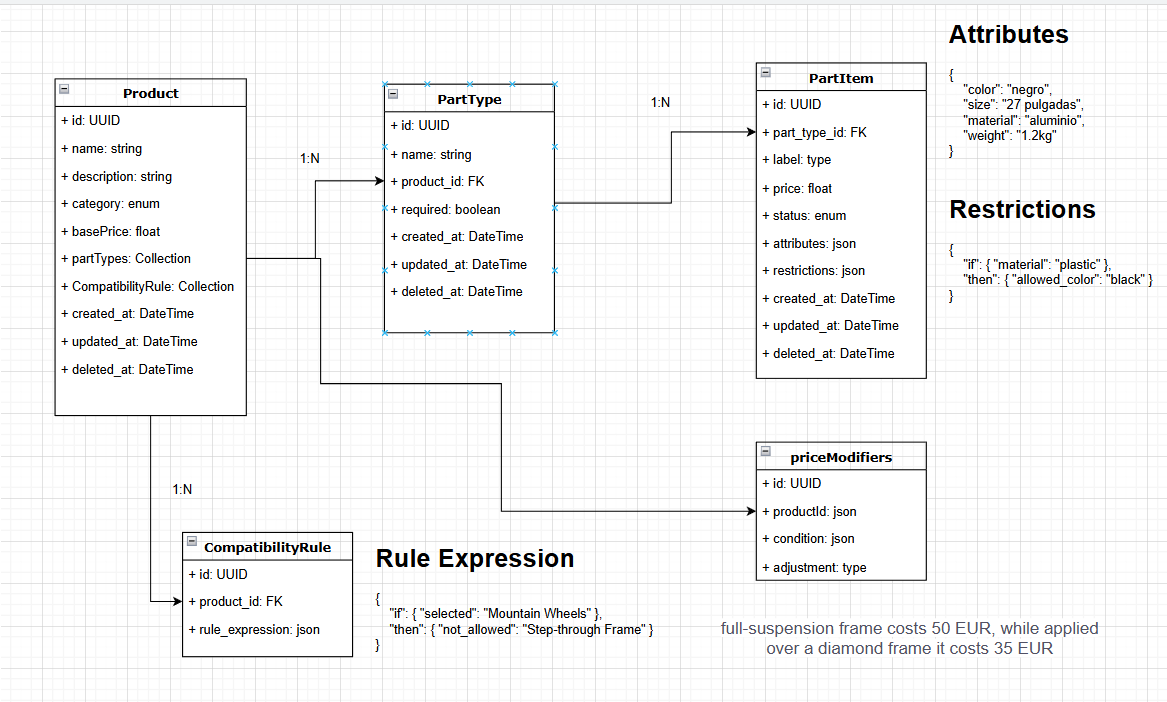 Product
+ id: UUID
+ name: string
+ description: string
+ category: enum
+ basePrice: float
+ partTypes: Collection
+ CompatibilityRule: Collection
+ created_at: DateTime
+ updated_at: DateTime
+ deleted_at: DateTime
1:N
PartType
+ id: UUID
+ name: string
+ product_id: FK
+ required: boolean
+ created_at: DateTime
+ updated_at: DateTime
+ deleted_at: DateTime
1:N
PartItem
+ id: UUID
+ part_type_id: FK
+ label: type
+ price: float
+ status: enum
+ attributes: json
+ restrictions: json
+ created_at: DateTime
+ updated_at: DateTime
+ deleted_at: DateTime
Attributes
{
"color": "negro",
"size": "27 pulgadas",
"material": "aluminio",
"weight": "1.2kg"
}
Restrictions
{
"if": { "material": "plastic" },
"then": { "allowed_color": "black" }
}
1:N
CompatibilityRule
+ id: UUID
+ product_id: FK
+ rule_expression: json
Rule Expression
{
"if": { "selected": "Mountain Wheels" },
"then": { "not_allowed": "Step-through Frame" }
}
priceModifiers
+ id: UUID
+ productId: json
+ condition: json
+ adjustment: type
full-suspension frame costs 50 EUR, while applied
over a diamond frame it costs 35 EUR